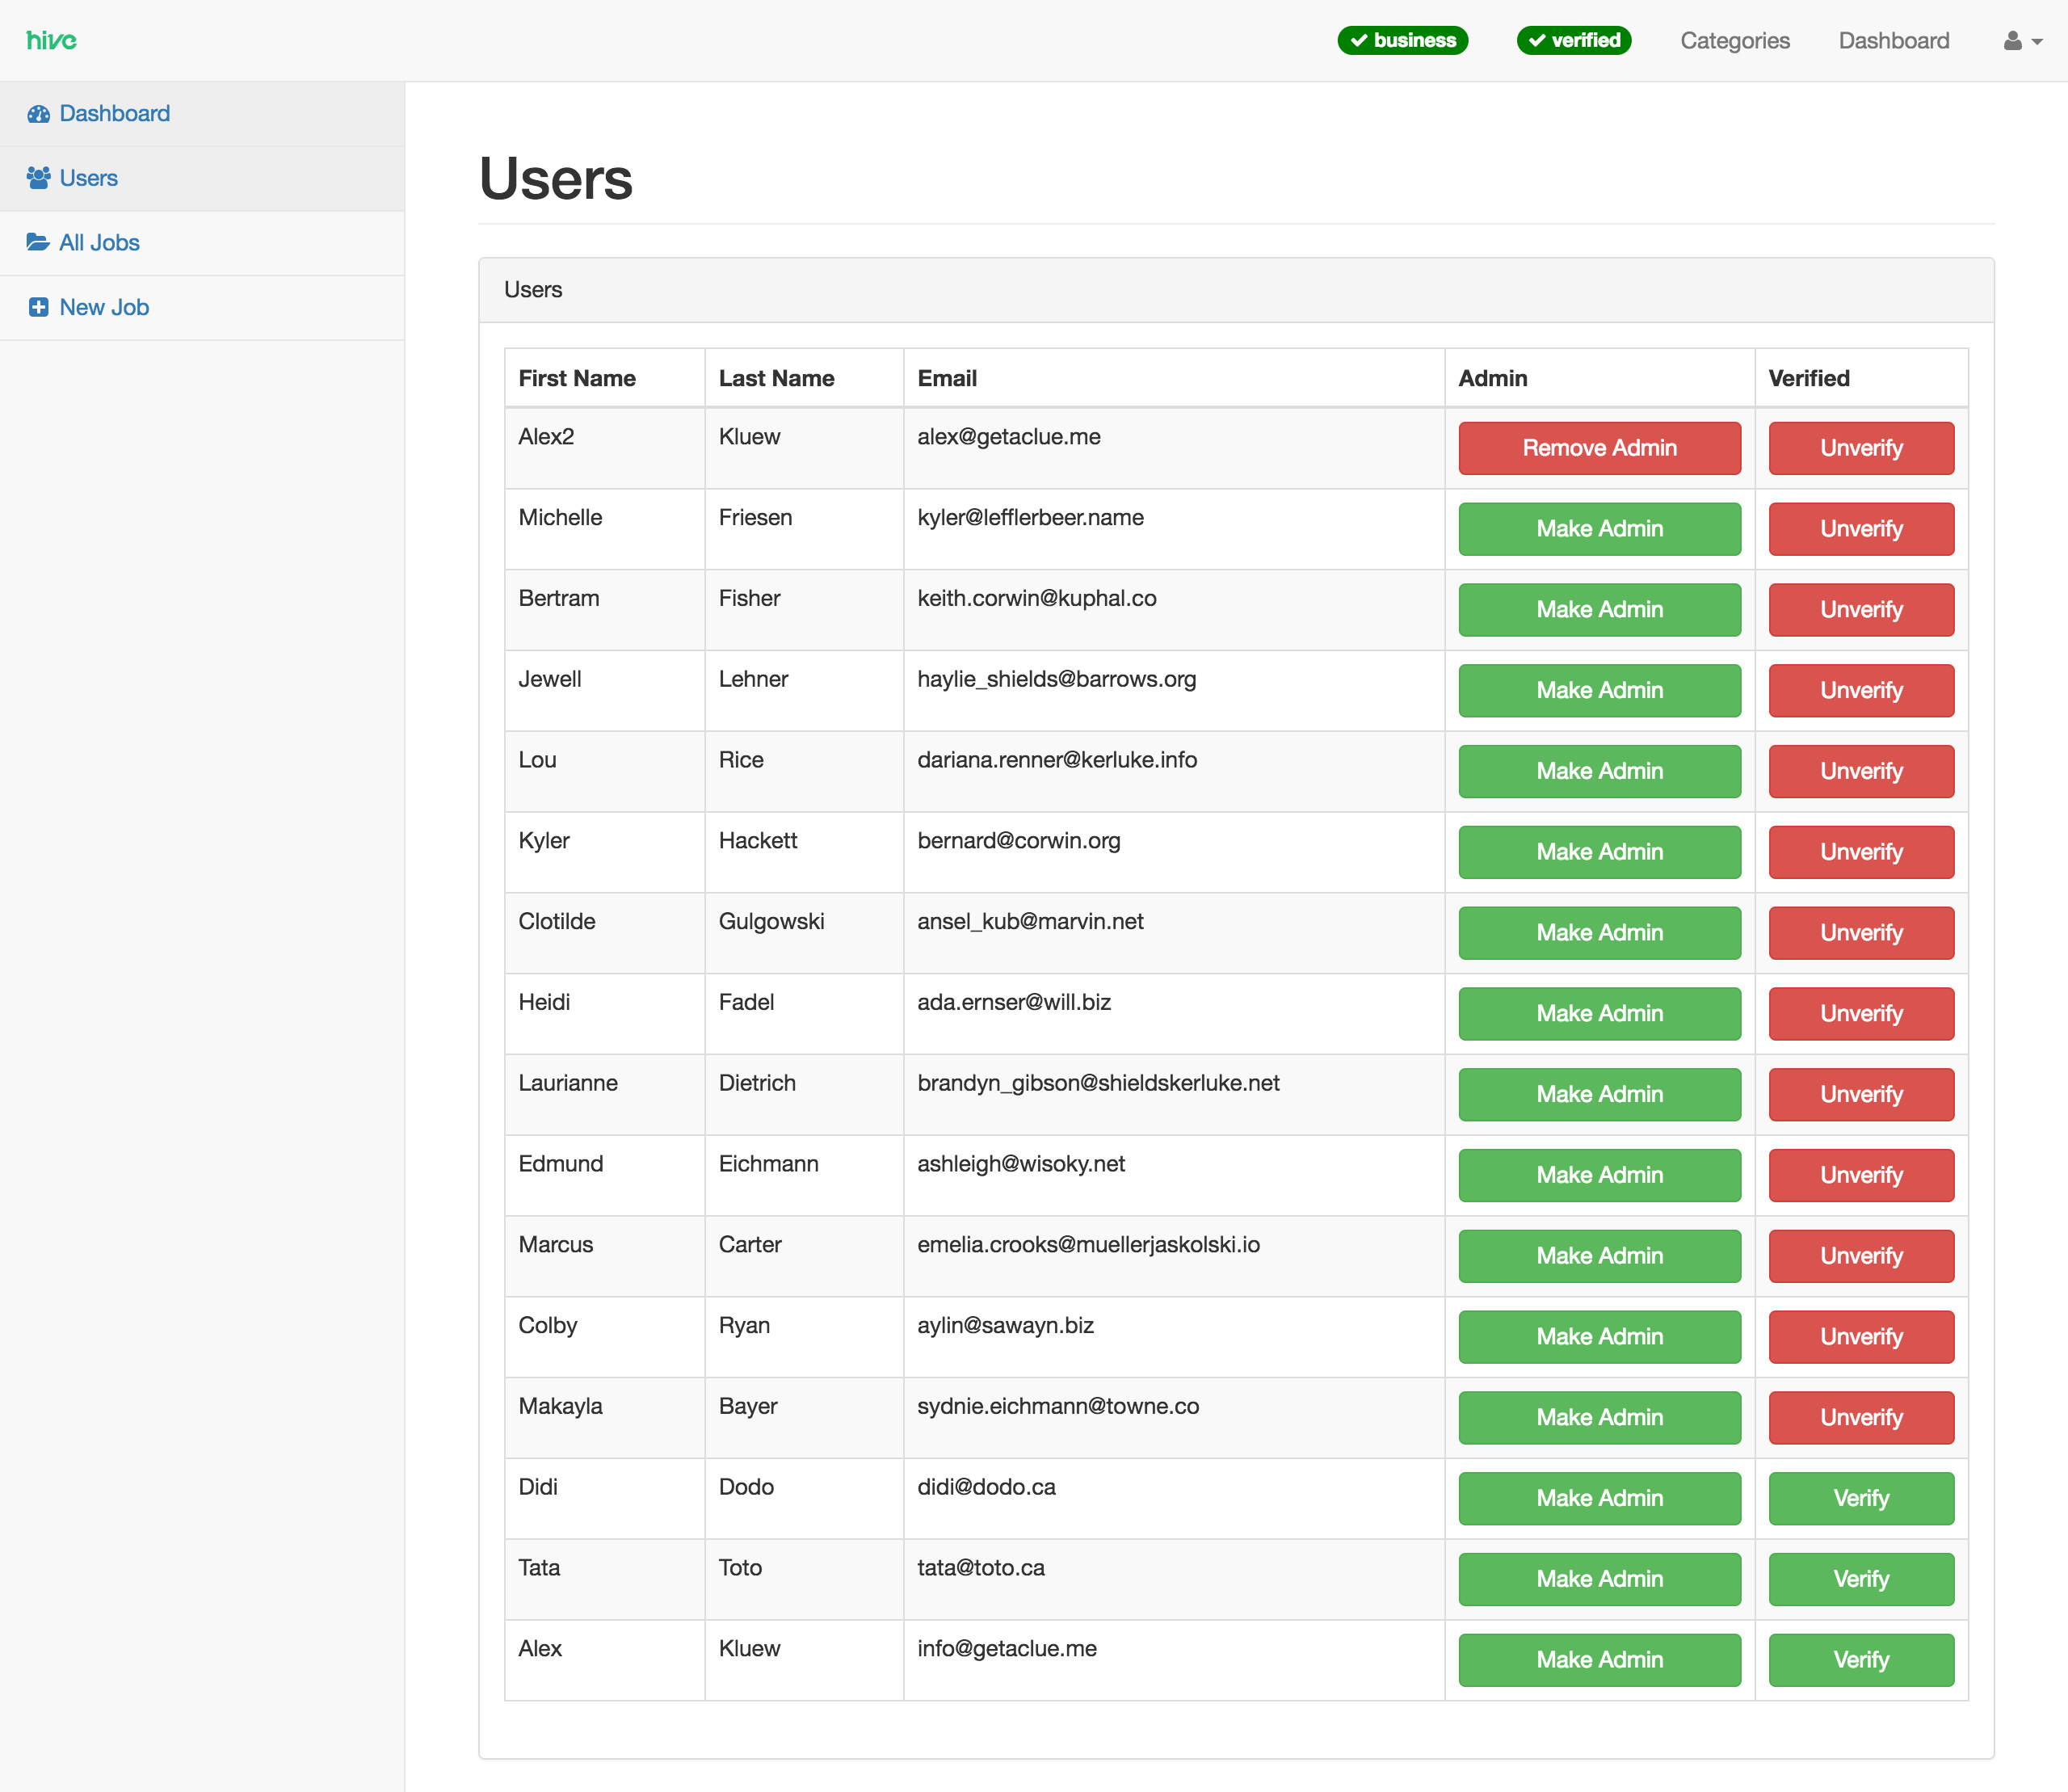 hive business verified Categories Dashboard
Dashboard
Users
All Jobs
New Job
Users
Users
First Name Last Name Email Admin Verified
Alex2 Kluew alex@getaclue.me Remove Admin Unverify
Michelle Friesen kyler@lefflerbeer.name Make Admin Unverify
Bertram Fisher keith.corwin@kuphal.co Make Admin Unverify
Jewell Lehner haylie_shields@barrows.org Make Admin Unverify
Lou Rice dariana.renner@kerluke.info Make Admin Unverify
Kyler Hackett bernard@corwin.org Make Admin Unverify
Clotilde Gulgowski ansel_kub@marvin.net Make Admin Unverify
Heidi Fadel ada.ernser@will.biz Make Admin Unverify
Laurianne Dietrich brandyn_gibson@shieldskerluke.net Make Admin Unverify
Edmund Eichmann ashleigh@wisoky.net Make Admin Unverify
Marcus Carter emelia.crooks@muellerjaskolski.io Make Admin Unverify
Colby Ryan aylin@sawayn.biz Make Admin Unverify
Makayla Bayer sydnie.eichmann@towne.co Make Admin Unverify
Didi Dodo didi@dodo.ca Make Admin Verify
Tata Toto tata@toto.ca Make Admin Verify
Alex Kluew info@getaclue.me Make Admin Verify